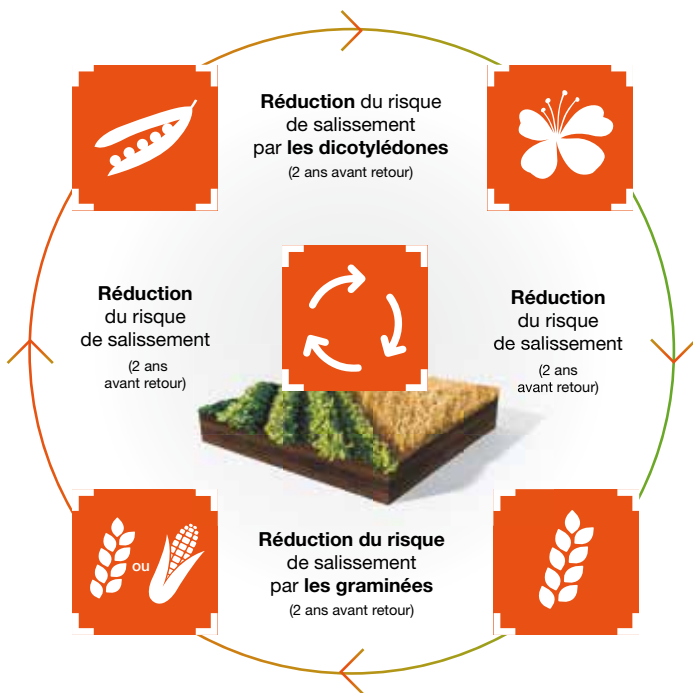 Réduction du risque
de salissement
par les dicotylédones
(2 ans avant retour)
Réduction
du risque
de salissement
(2 ans
avant retour)
Réduction
du risque
de salissement
(2 ans
avant retour)
ou
Réduction du risque
de salissement
par les graminées
(2 ans avant retour)